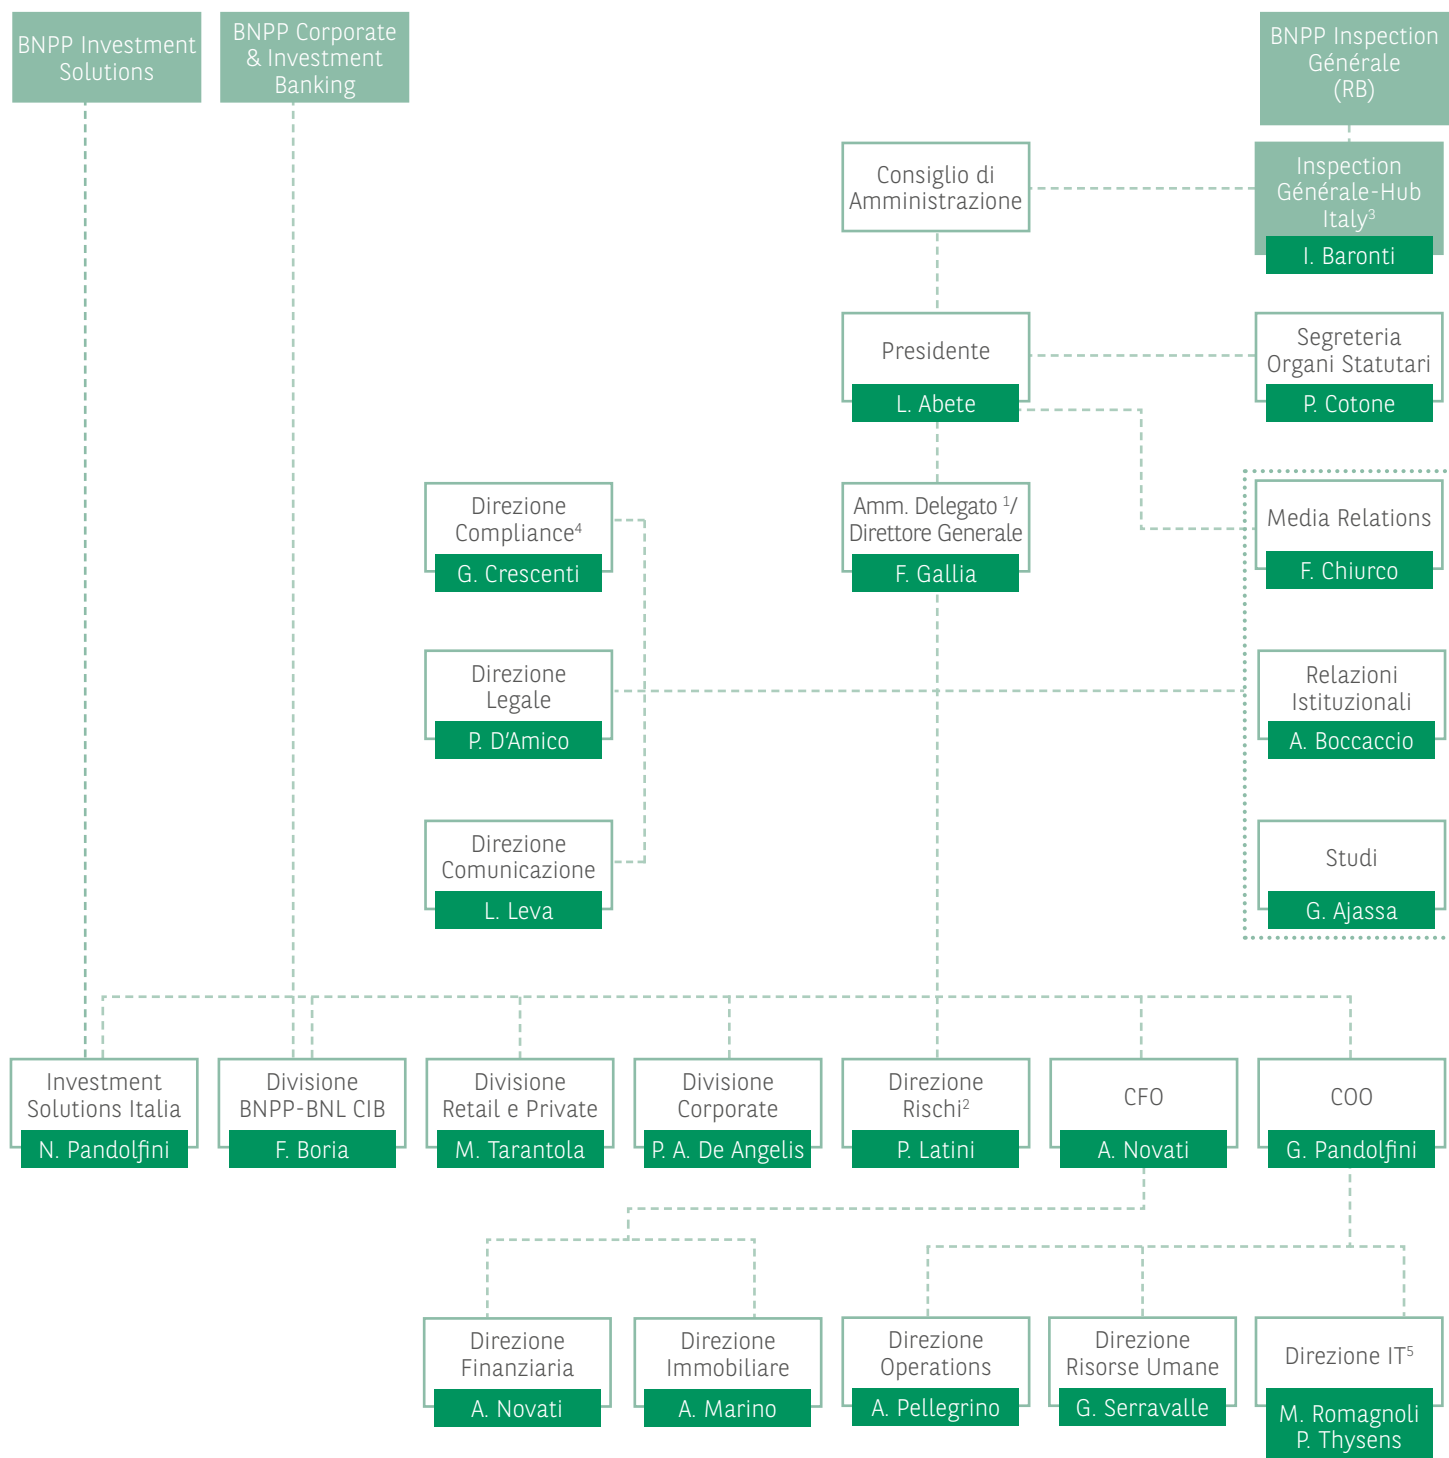 BNPP Investment
Solutions
BNPP Corporate
& Investment
Banking
BNPP Inspection
Générale
(RB)
Consiglio di
Amministrazione
Inspection
Générale-Hub
Italy³
I. Baronti
Presidente
L. Abete
Segreteria
Organi Statutari
P. Cotone
Direzione
Compliance⁴
G. Crescenti
Amm. Delegato ¹/
Direttore Generale
F. Gallia
Media Relations
F. Chiurco
Direzione
Legale
P. D’Amico
Relazioni
Istituzionali
A. Boccaccio
Direzione
Comunicazione
L. Leva
Studi
G. Ajassa
Investment
Solutions Italia
N. Pandolfini
Divisione
BNPP-BNL CIB
F. Boria
Divisione
Retail e Private
M. Tarantola
Divisione
Corporate
P. A. De Angelis
Direzione
Rischi²
P. Latini
CFO
A. Novati
COO
G. Pandolfini
Direzione
Finanziaria
A. Novati
Direzione
Immobiliare
A. Marino
Direzione
Operations
A. Pellegrino
Direzione
Risorse Umane
G. Serravalle
Direzione IT⁵
M. Romagnoli
P. Thysens